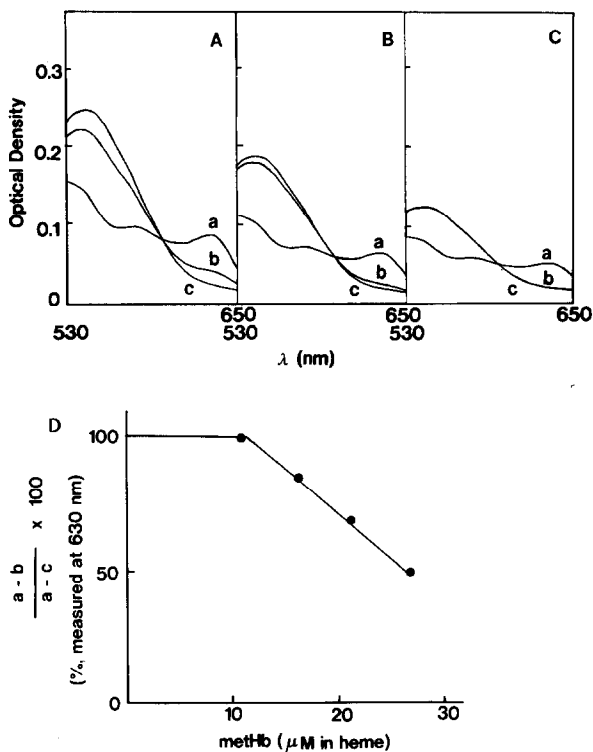 A
B
C
0.3
0.2
0.1
0
Optical Density
a
b
c
a
b
c
a
b
c
530
650
530
650
530
650
λ (nm)
D
100
50
0
a - b
a - c
x 100
(%, measured at 630 nm)
10
20
30
metHb (μM in heme)